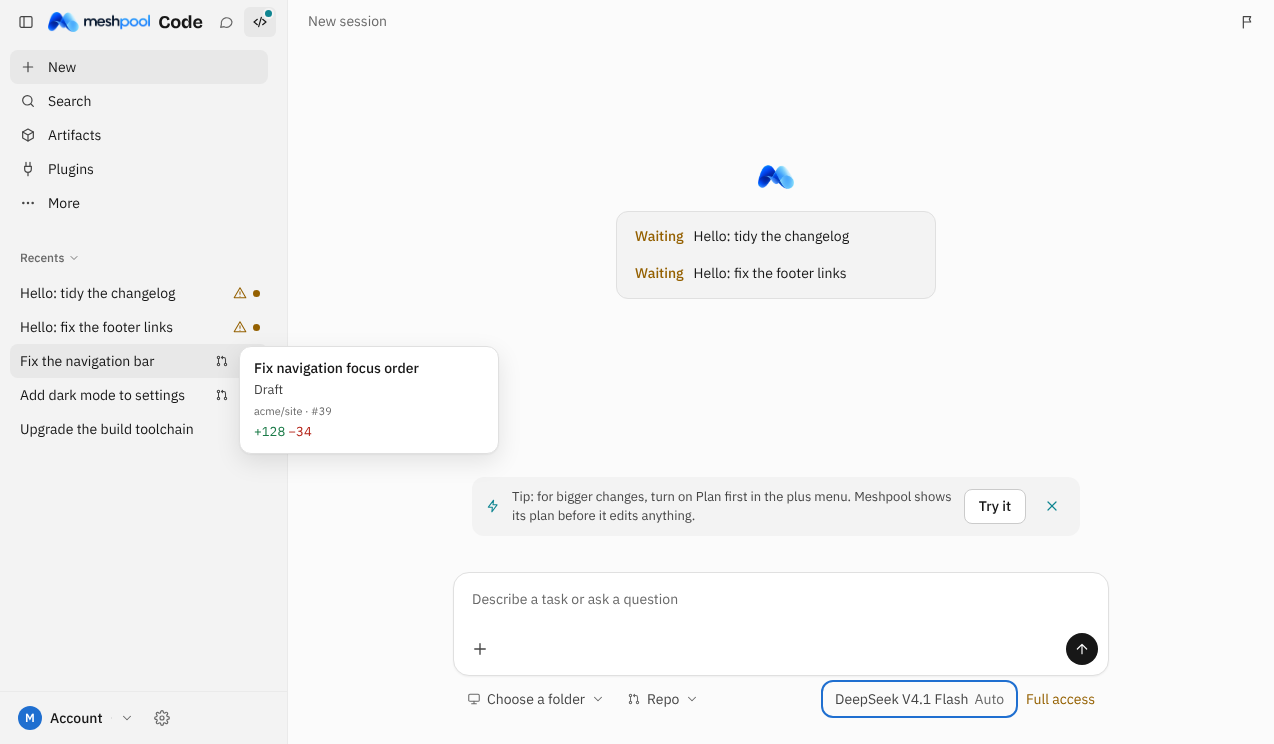 meshpool Code
New session
New
Search
Artifacts
Plugins
More
Recents
Hello: tidy the changelog
Hello: fix the footer links
Fix the navigation bar
Add dark mode to settings
Upgrade the build toolchain
Fix navigation focus order
Draft
acme/site · #39
+128 −34
Waiting Hello: tidy the changelog
Waiting Hello: fix the footer links
Tip: for bigger changes, turn on Plan first in the plus menu. Meshpool shows
its plan before it edits anything.
Try it
Describe a task or ask a question
Choose a folder
Repo
DeepSeek V4.1 Flash Auto
Full access
M Account